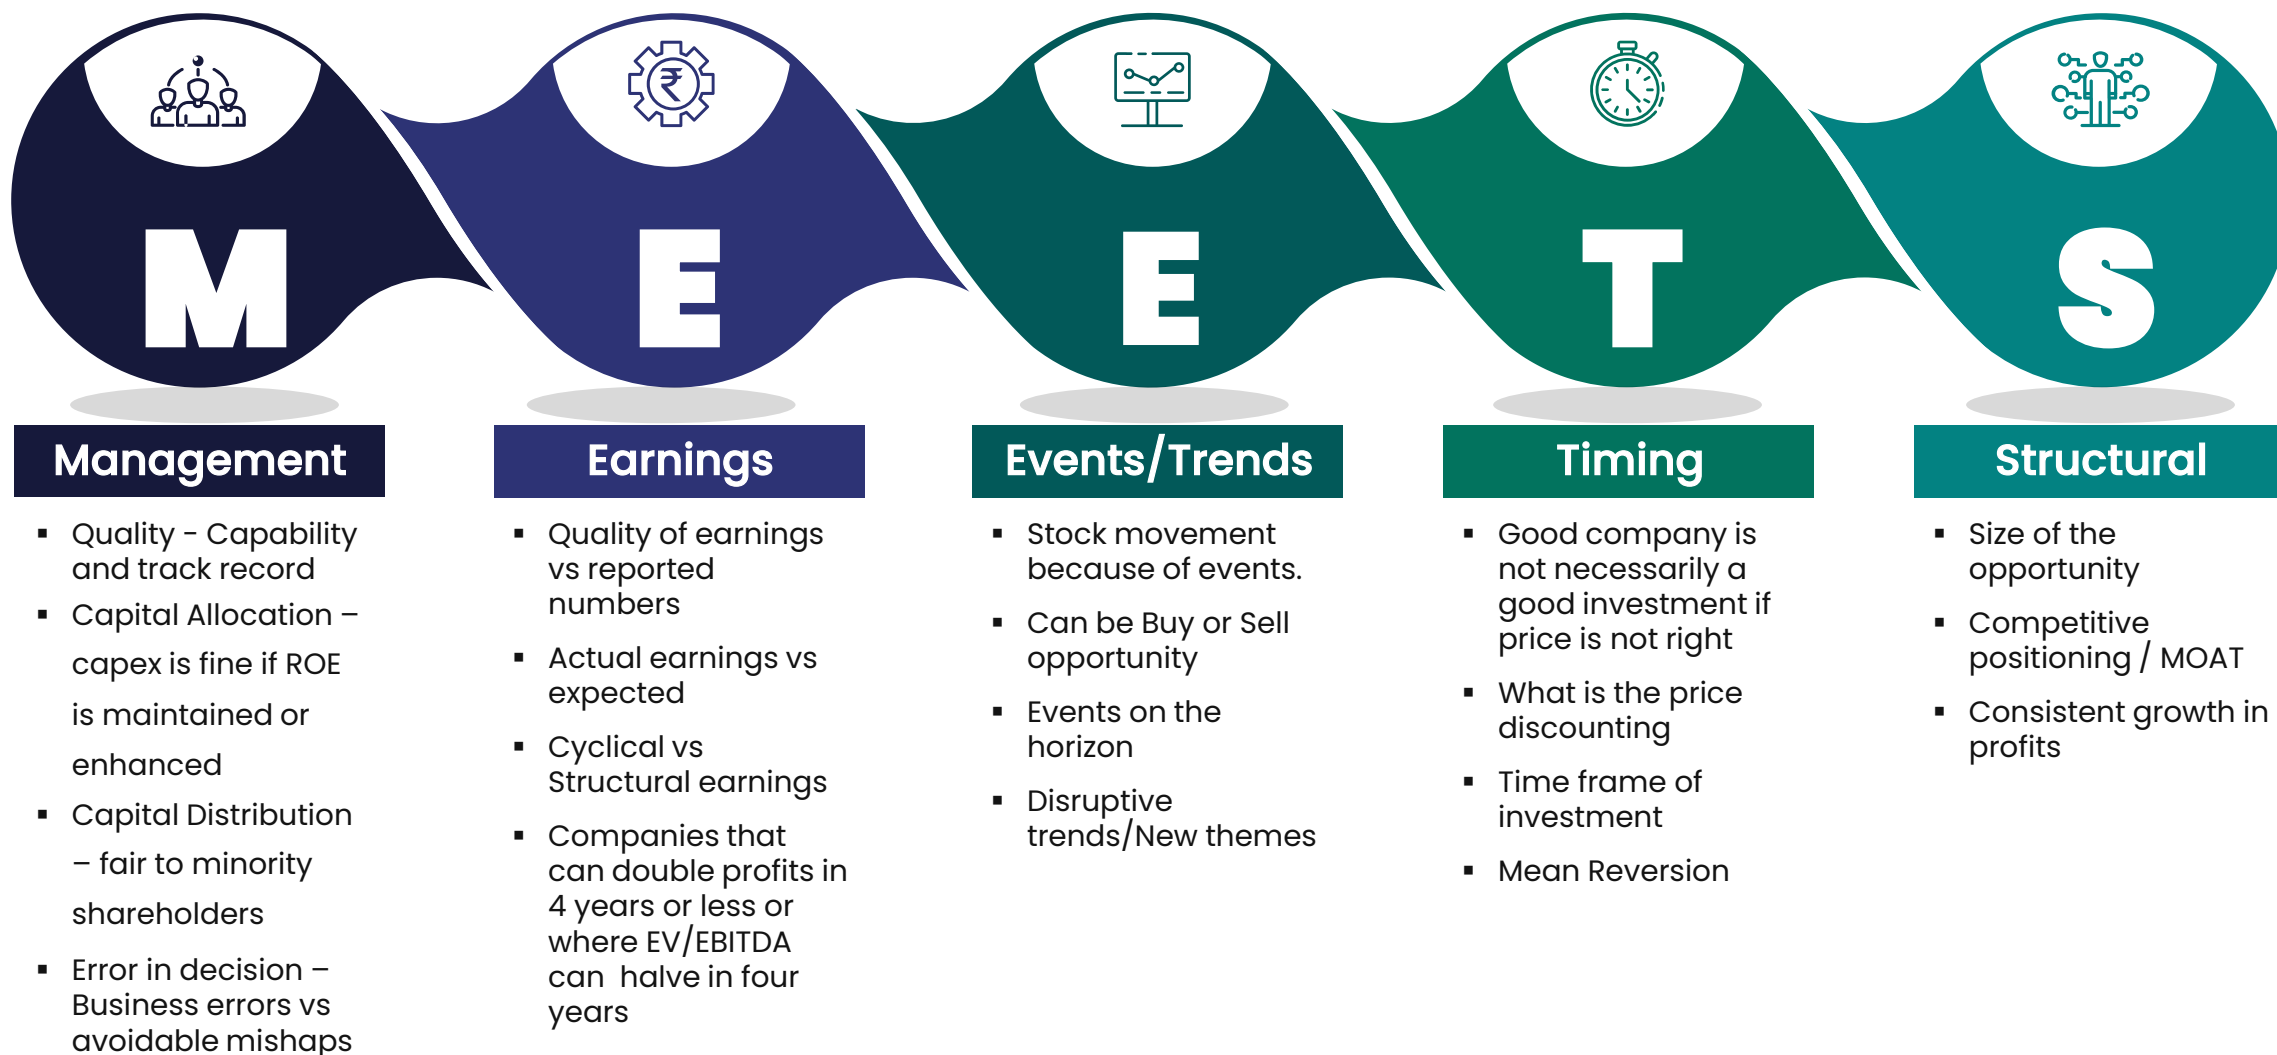 M
E
E
T
S
Management
▪ Quality - Capability
and track record
▪ Capital Allocation –
capex is fine if ROE
is maintained or
enhanced
▪ Capital Distribution
– fair to minority
shareholders
▪ Error in decision –
Business errors vs
avoidable mishaps
Earnings
▪ Quality of earnings
vs reported
numbers
▪ Actual earnings vs
expected
▪ Cyclical vs
Structural earnings
▪ Companies that
can double profits in
4 years or less or
where EV/EBITDA
can halve in four
years
Events/Trends
▪ Stock movement
because of events.
▪ Can be Buy or Sell
opportunity
▪ Events on the
horizon
▪ Disruptive
trends/New themes
Timing
▪ Good company is
not necessarily a
good investment if
price is not right
▪ What is the price
discounting
▪ Time frame of
investment
▪ Mean Reversion
Structural
▪ Size of the
opportunity
▪ Competitive
positioning / MOAT
▪ Consistent growth in
profits